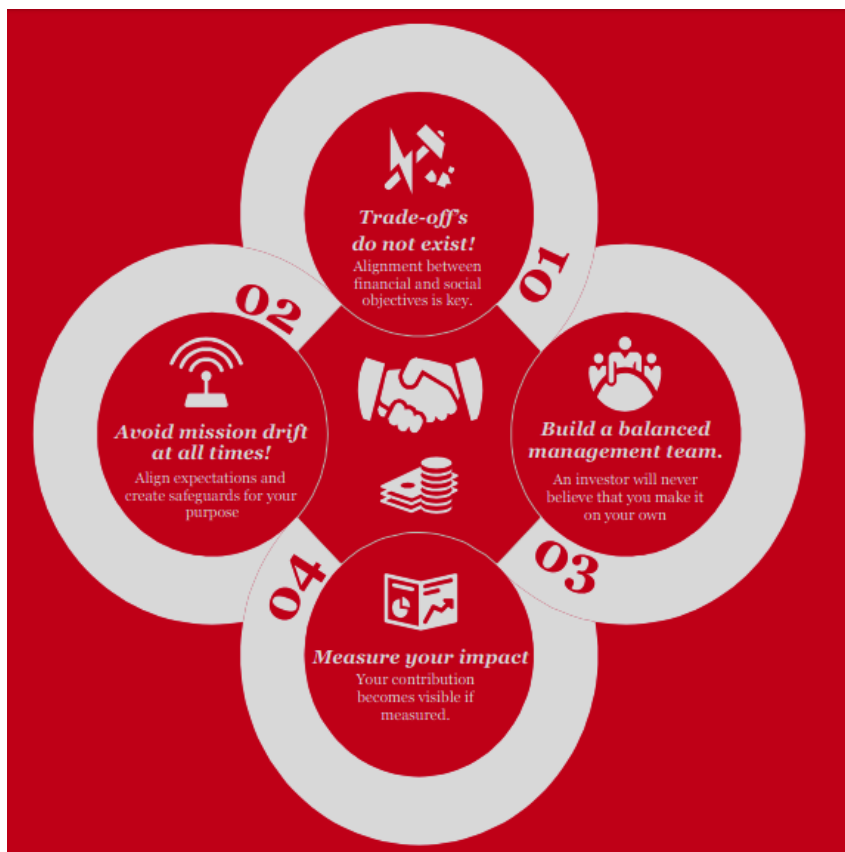 01
Trade-off's
do not exist!
Alignment between
financial and social
objectives is key.
02
Avoid mission drift
at all times!
Align expectations and
create safeguards for your
purpose
03
Build a balanced
management team.
An investor will never
believe that you make it
on your own
04
Measure your impact
Your contribution
becomes visible if
measured.